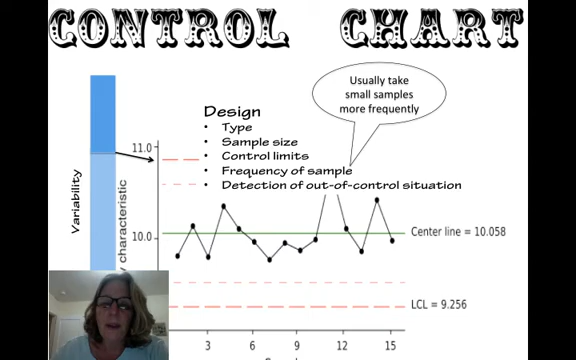 CONTROL CHART
Usually take
small samples
more frequently
Design
• Type
• Sample size
• Control limits
• Frequency of sample
• Detection of out-of-control situation
11.0
10.0
Variability
characteristic
Center line = 10.058
LCL = 9.256
3 6 9 12 15